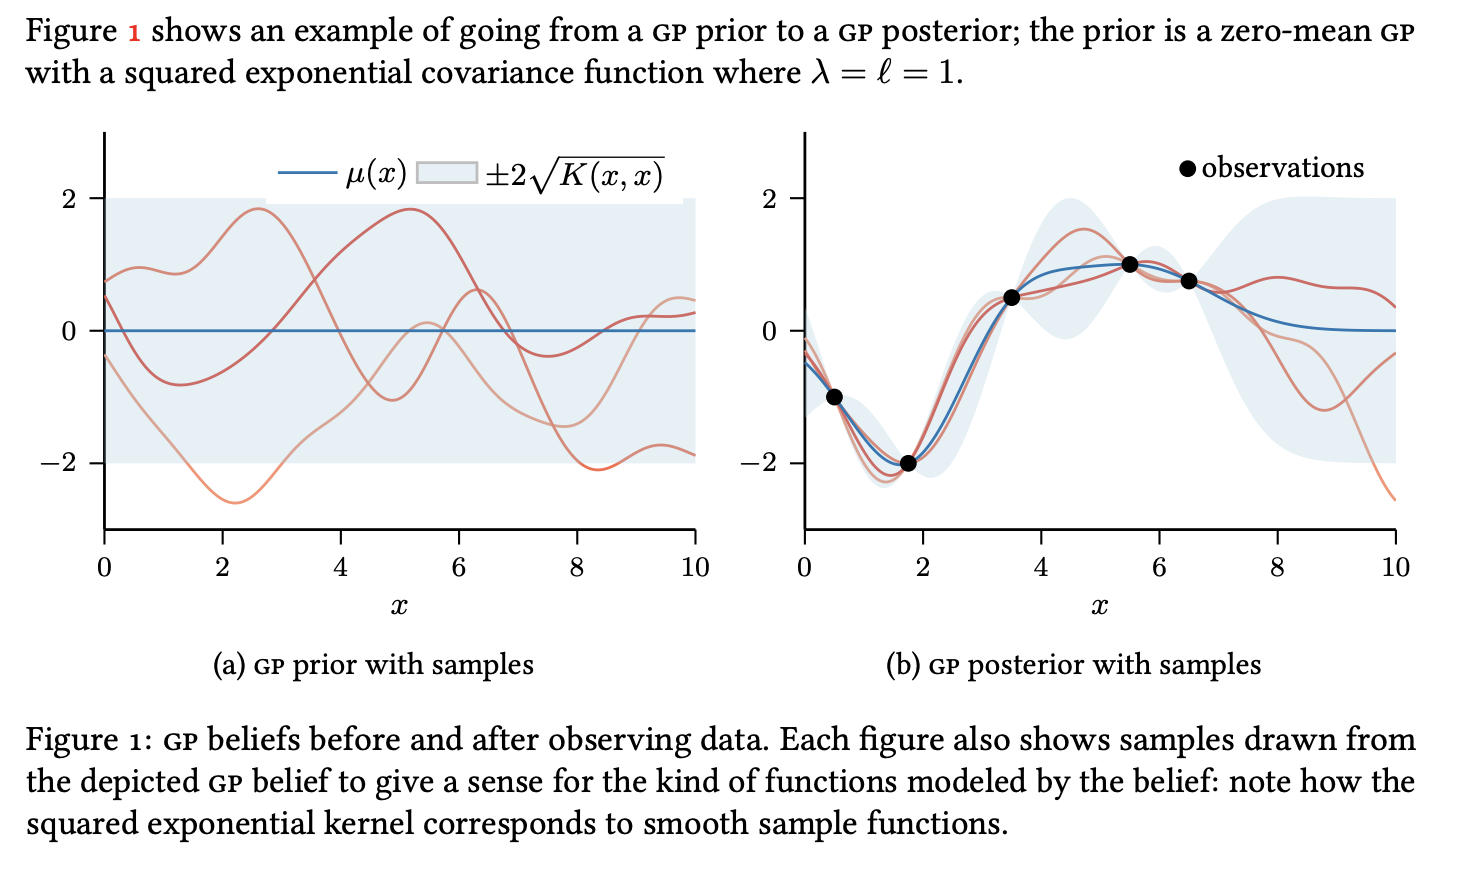 Figure 1 shows an example of going from a GP prior to a GP posterior; the prior is a zero-mean GP
with a squared exponential covariance function where λ = ℓ = 1.
μ(x) ±2√K(x, x)
2
0
−2
0 2 4 6 8 10
x
(a) GP prior with samples
observations
2
0
−2
0 2 4 6 8 10
x
(b) GP posterior with samples
Figure 1: GP beliefs before and after observing data. Each figure also shows samples drawn from
the depicted GP belief to give a sense for the kind of functions modeled by the belief: note how the
squared exponential kernel corresponds to smooth sample functions.